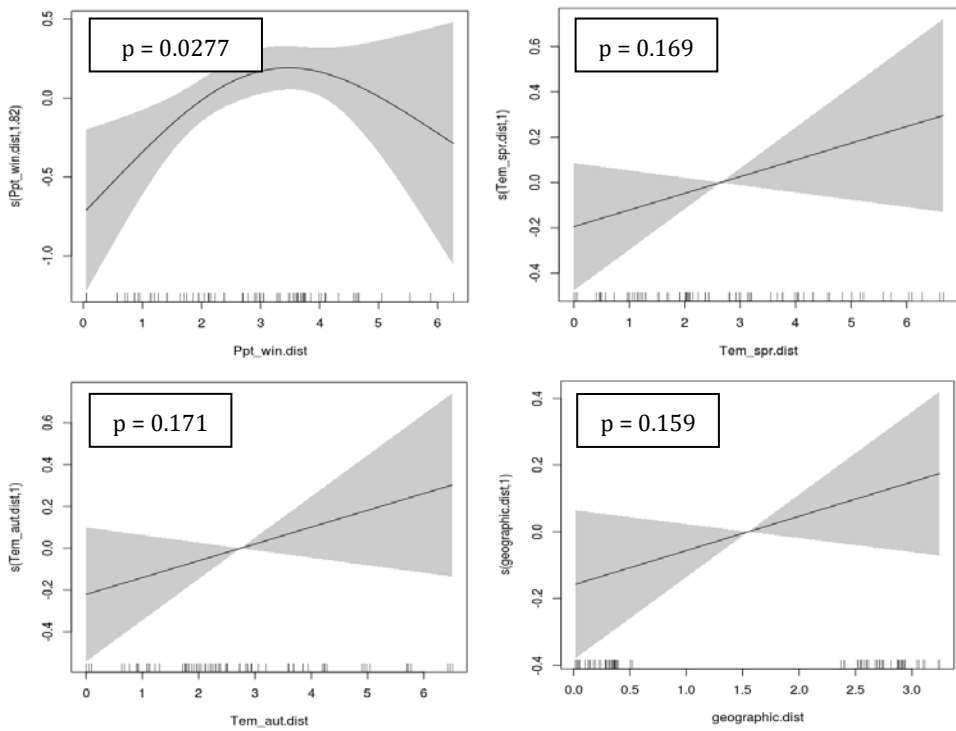 p = 0.0277
s(Ppt_win.dist,1.82)
0.5
0.0
-0.5
-1.0
0 1 2 3 4 5 6
Ppt_win.dist
p = 0.169
s(Tem_spr.dist,1)
0.6
0.4
0.2
0.0
-0.2
-0.4
0 1 2 3 4 5 6
Tem_spr.dist
p = 0.171
s(Tem_aut.dist,1)
0.6
0.4
0.2
0.0
-0.2
-0.4
0 1 2 3 4 5 6
Tem_aut.dist
p = 0.159
s(geographic.dist,1)
0.4
0.2
0.0
-0.2
-0.4
0.0 0.5 1.0 1.5 2.0 2.5 3.0
geographic.dist